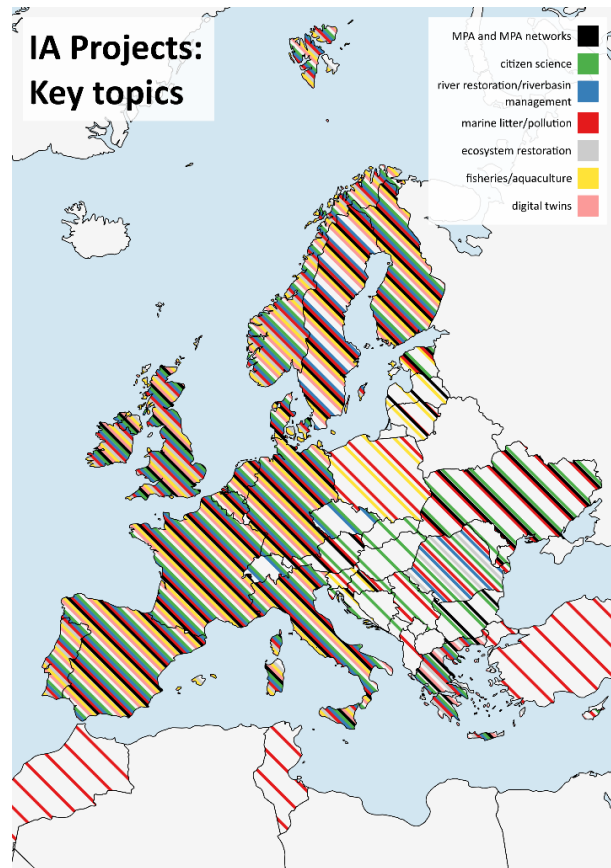 IA Projects:
Key topics
MPA and MPA networks
citizen science
river restoration/riverbasin
management
marine litter/pollution
ecosystem restoration
fisheries/aquaculture
digital twins